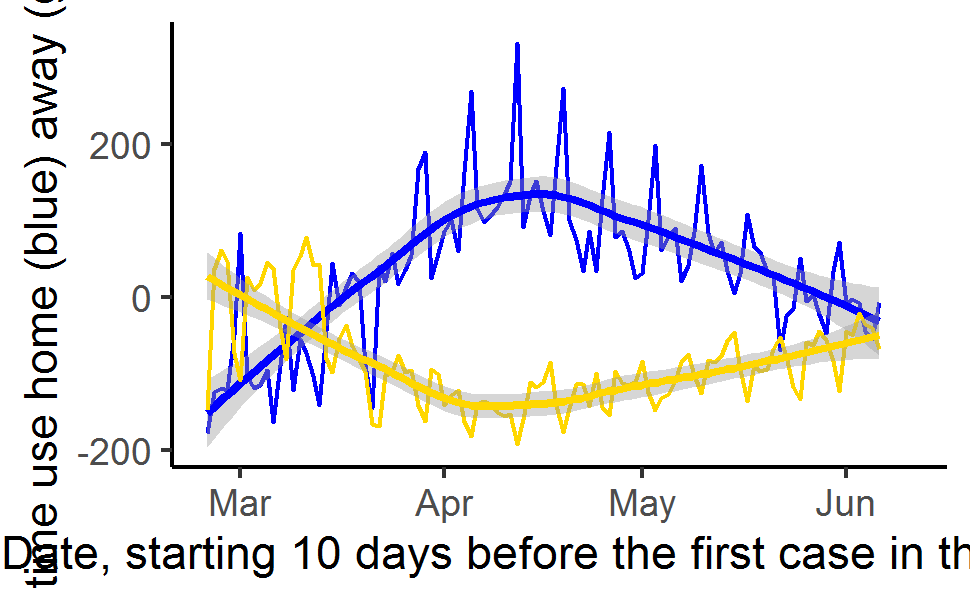 time use home (blue) away (
200
0
-200
Mar Apr May Jun
Date, starting 10 days before the first case in th